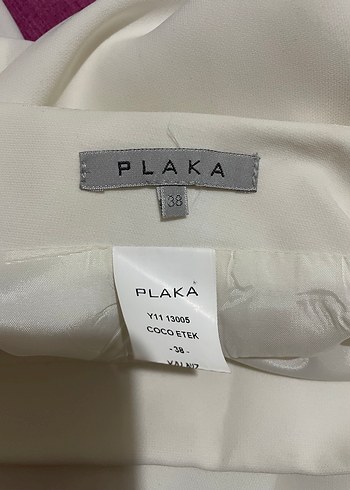 PLAKA
38
PLAKA
Y11 13005
COCO ETEK
- 38 -